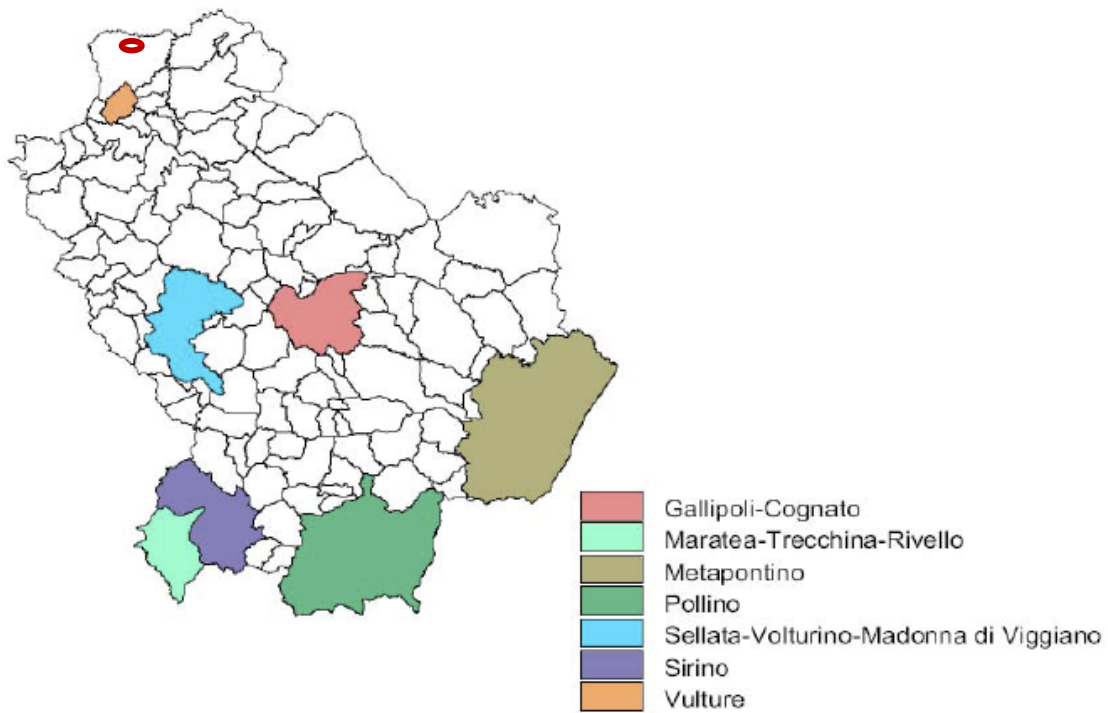 Gallipoli-Cognato
Maratea-Trecchina-Rivello
Metapontino
Pollino
Sellata-Volturino-Madonna di Viggiano
Sirino
Vulture